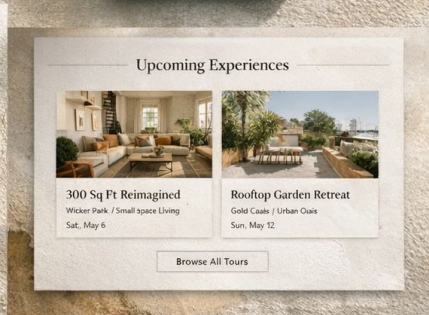 Upcoming Experiences
300 Sq Ft Reimagined
Wicker Park / Small Space Living
Sat, May 6
Rooftop Garden Retreat
Gold Coals / Urban Oais
Sun, May 12
Browse All Tours